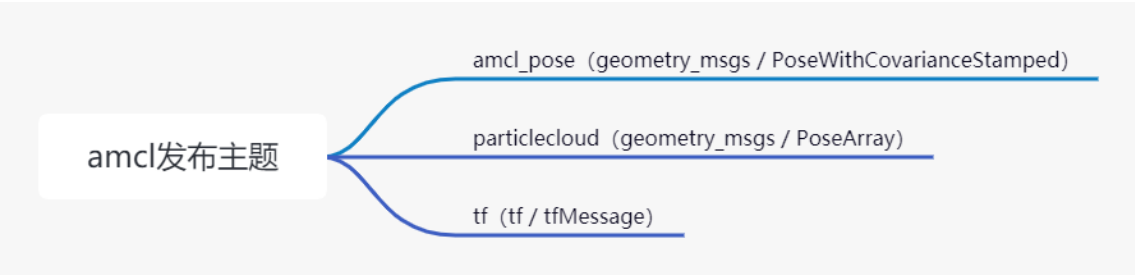 amcl发布主题
amcl_pose（geometry_msgs / PoseWithCovarianceStamped）
particlecloud（geometry_msgs / PoseArray）
tf（tf / tfMessage）